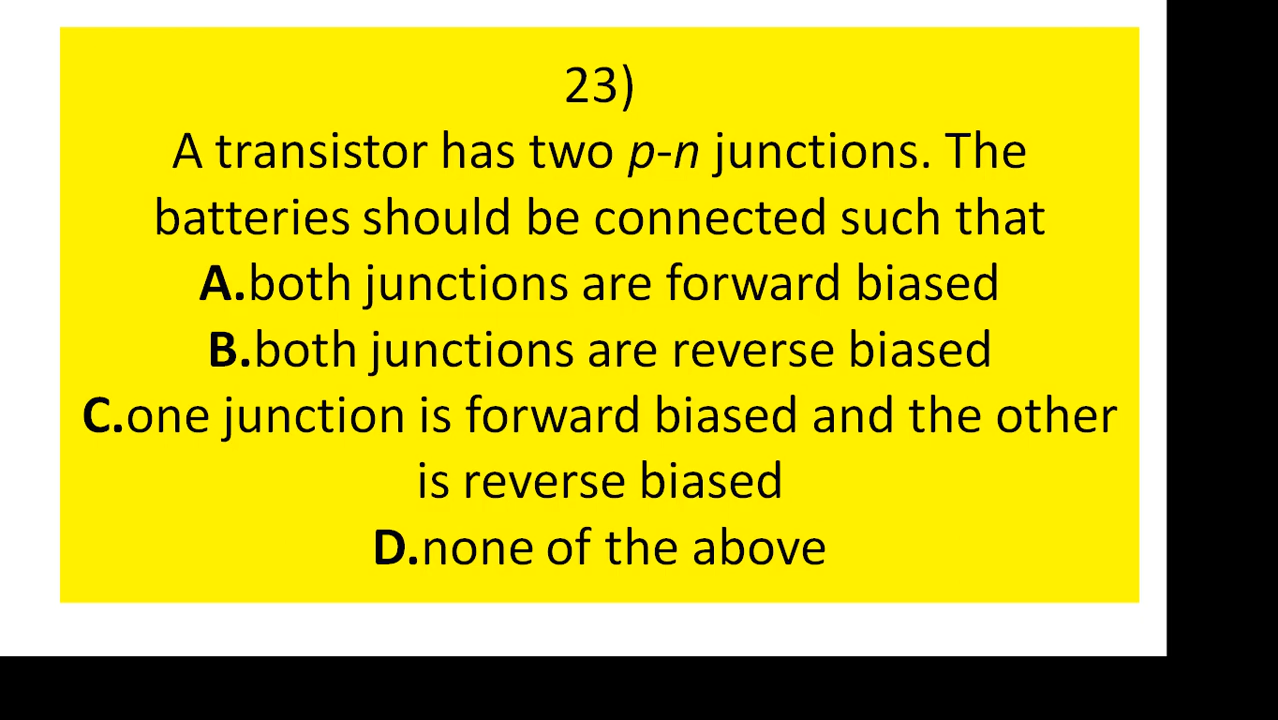 23)
A transistor has two p-n junctions. The
batteries should be connected such that
A.both junctions are forward biased
B.both junctions are reverse biased
C.one junction is forward biased and the other
is reverse biased
D.none of the above